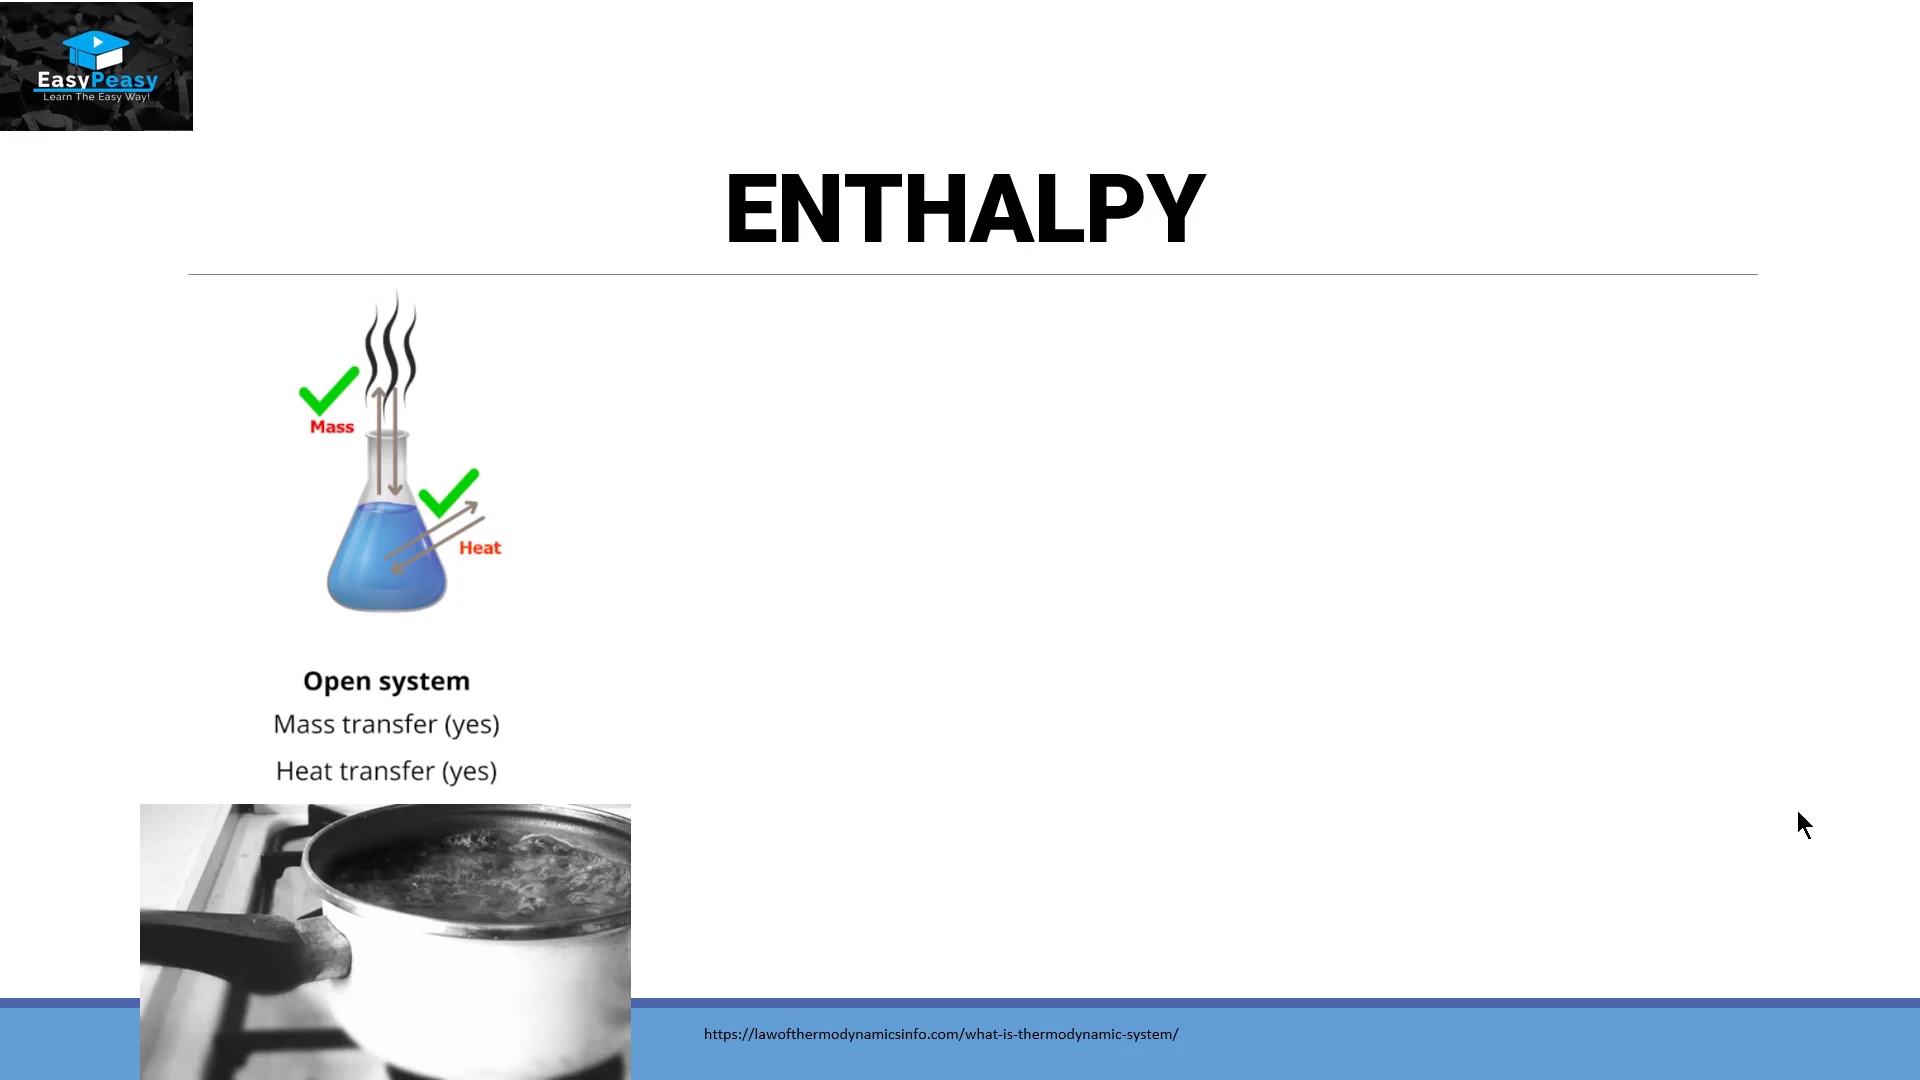 EasyPeasy
Learn The Easy Way!
ENTHALPY
Mass
Heat
Open system
Mass transfer (yes)
Heat transfer (yes)
https://lawofthermodynamicsinfo.com/what-is-thermodynamic-system/